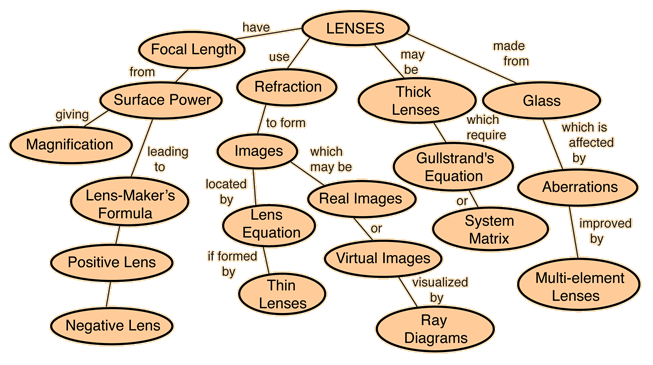 LENSES
have
Focal Length
use
may
be
made
from
from
Surface Power
Refraction
Thick
Lenses
Glass
giving
Magnification
leading
to
to form
Images
which
require
Gullstrand's
Equation
which is
affected
by
Aberrations
Lens-Maker's
Formula
located
by
which
may be
Lens
Equation
Real Images
or
System
Matrix
improved
by
Positive Lens
if formed
by
or
Virtual Images
Multi-element
Lenses
Negative Lens
Thin
Lenses
visualized
by
Ray
Diagrams